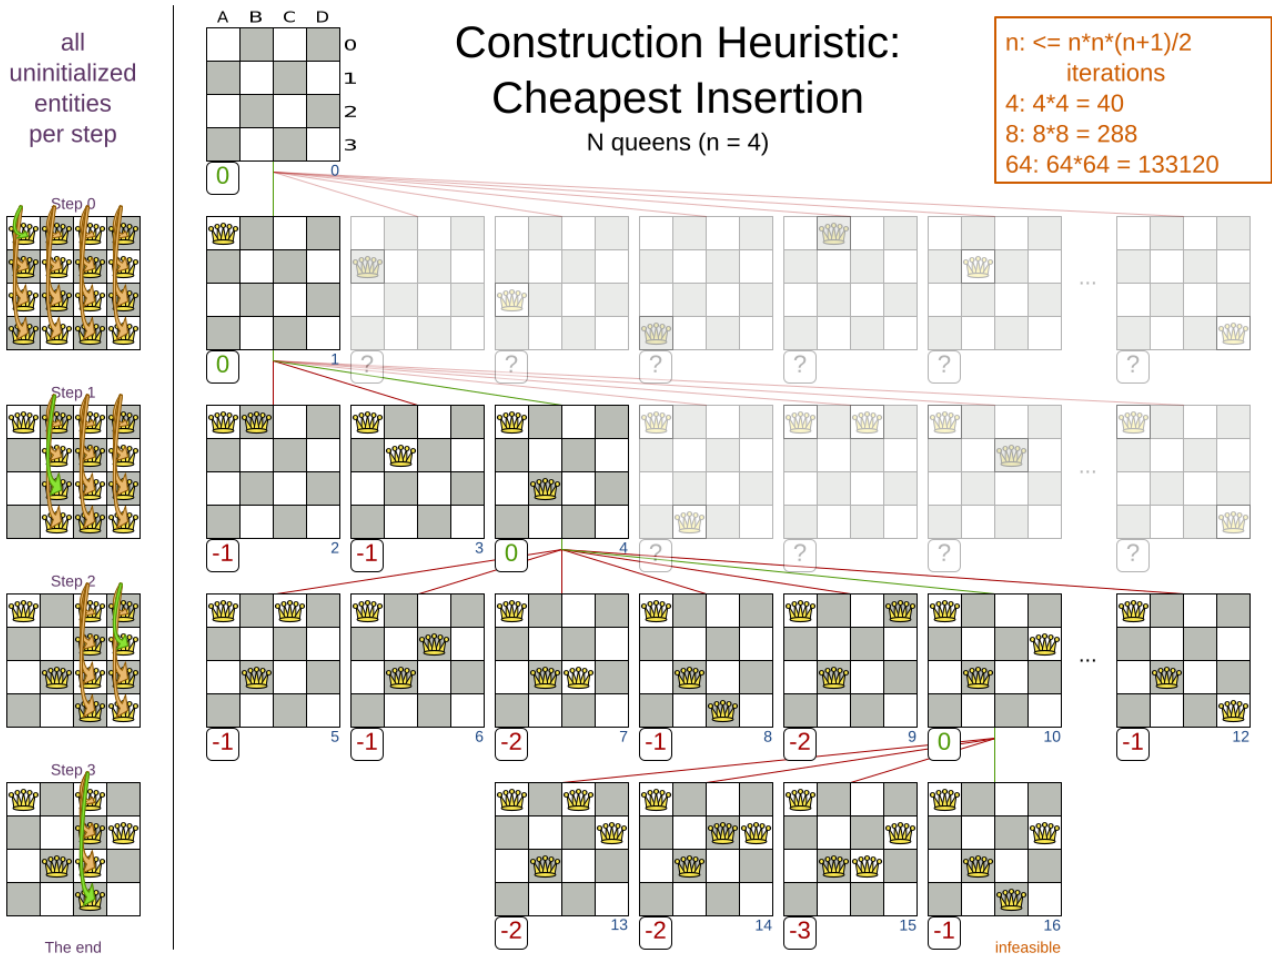 A B C D
all
uninitialized
entities
per step
Construction Heuristic:
Cheapest Insertion
N queens (n = 4)
n: <= n*n*(n+1)/2
iterations
4: 4*4 = 40
8: 8*8 = 288
64: 64*64 = 133120
0
1
2
3
0 0
Step 0
...
0 1 ? ? ? ? ? ?
Step 1
...
-1 2 -1 3 0 4 ? ? ?
Step 2
...
-1 5 -1 6 -2 7 -1 8 -2 9 0 10 -1 12
Step 3
-2 13 -2 14 -3 15 -1 16
The end
infeasible